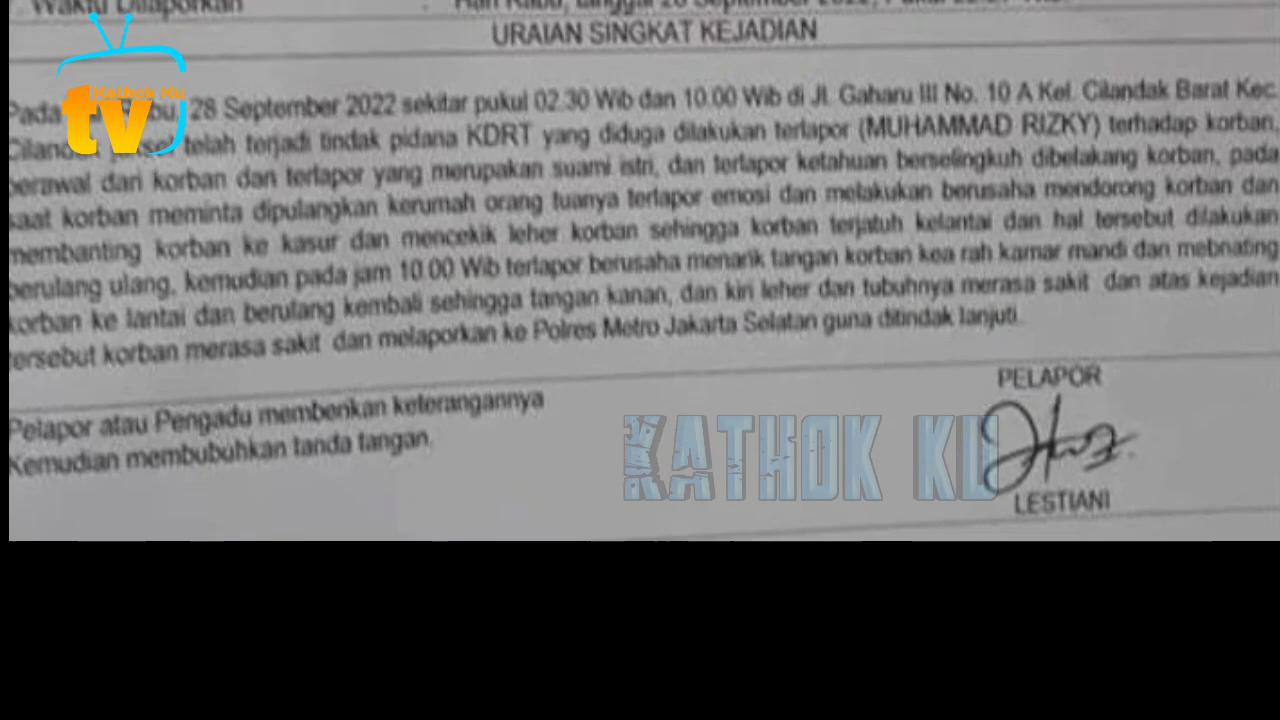 Waktu Dilaporkan
URAIAN SINGKAT KEJADIAN
Kathok Ku
tv
28 September 2022 sekitar pukul 02.30 Wib dan 10.00 Wib di Jl. Gaharu III No. 10 A Kel. Cilandak Barat Kec.
telah terjadi tindak pidana KDRT yang diduga dilakukan terlapor (MUHAMMAD RIZKY) terhadap korban,
berawal dari korban dan terlapor yang merupakan suami istri, dan terlapor ketahuan berselingkuh dibelakang korban, pada
saat korban meminta dipulangkan kerumah orang tuanya terlapor emosi dan melakukan berusaha mendorong korban dan
membanting korban ke kasur dan mencekik leher korban sehingga korban terjatuh kelantai dan hal tersebut dilakukan
berulang ulang, kemudian pada jam 10.00 Wib terlapor berusaha menarik tangan korban kea rah kamar mandi dan mebnating
korban ke lantai dan berulang kembali sehingga tangan kanan, dan kiri leher dan tubuhnya merasa sakit dan atas kejadian
tersebut korban merasa sakit dan melaporkan ke Polres Metro Jakarta Selatan guna ditindak lanjuti.
Pelapor atau Pengadu memberikan keterangannya
Kemudian membubuhkan tanda tangan.
PELAPOR
KATHOK KU
LESTIANI